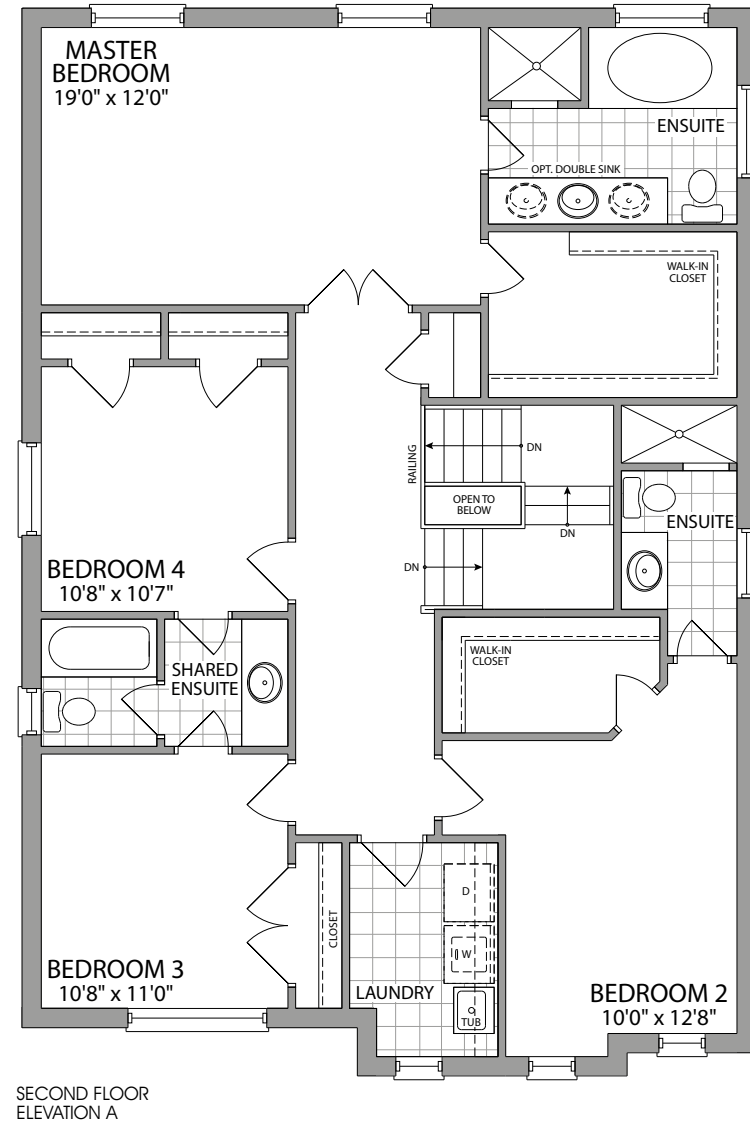 MASTER
BEDROOM
19'0" x 12'0"
ENSUITE
OPT. DOUBLE SINK
WALK-IN
CLOSET
RAILING
DN
OPEN TO
BELOW
DN
DN
ENSUITE
BEDROOM 4
10'8" x 10'7"
SHARED
ENSUITE
WALK-IN
CLOSET
BEDROOM 3
10'8" x 11'0"
CLOSET
LAUNDRY
D
W
TUB
BEDROOM 2
10'0" x 12'8"
SECOND FLOOR
ELEVATION A